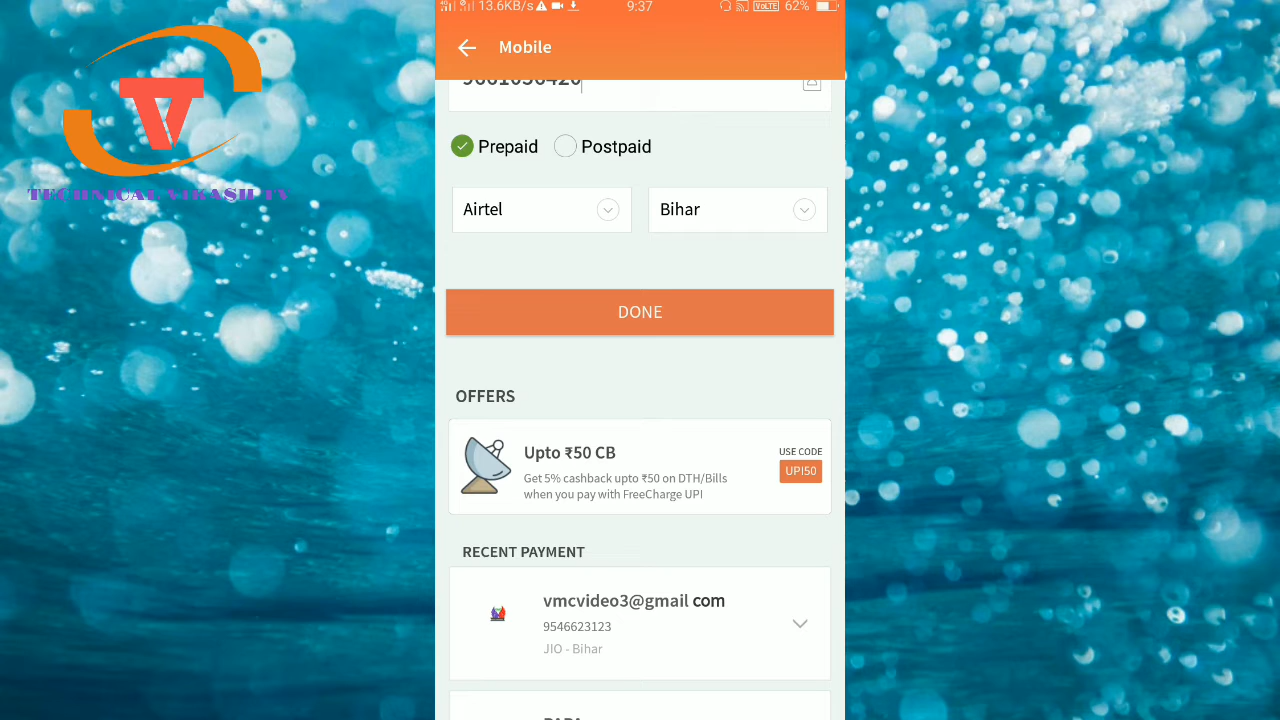 13.6KB/s 9:37 VoLTE 62%
Mobile
Prepaid Postpaid
Airtel Bihar
DONE
OFFERS
Upto ₹50 CB
USE CODE
UPI50
Get 5% cashback upto ₹50 on DTH/Bills
when you pay with FreeCharge UPI
RECENT PAYMENT
vmcvideo3@gmail com
9546623123
JIO - Bihar
TECHNICAL VIKASH TV